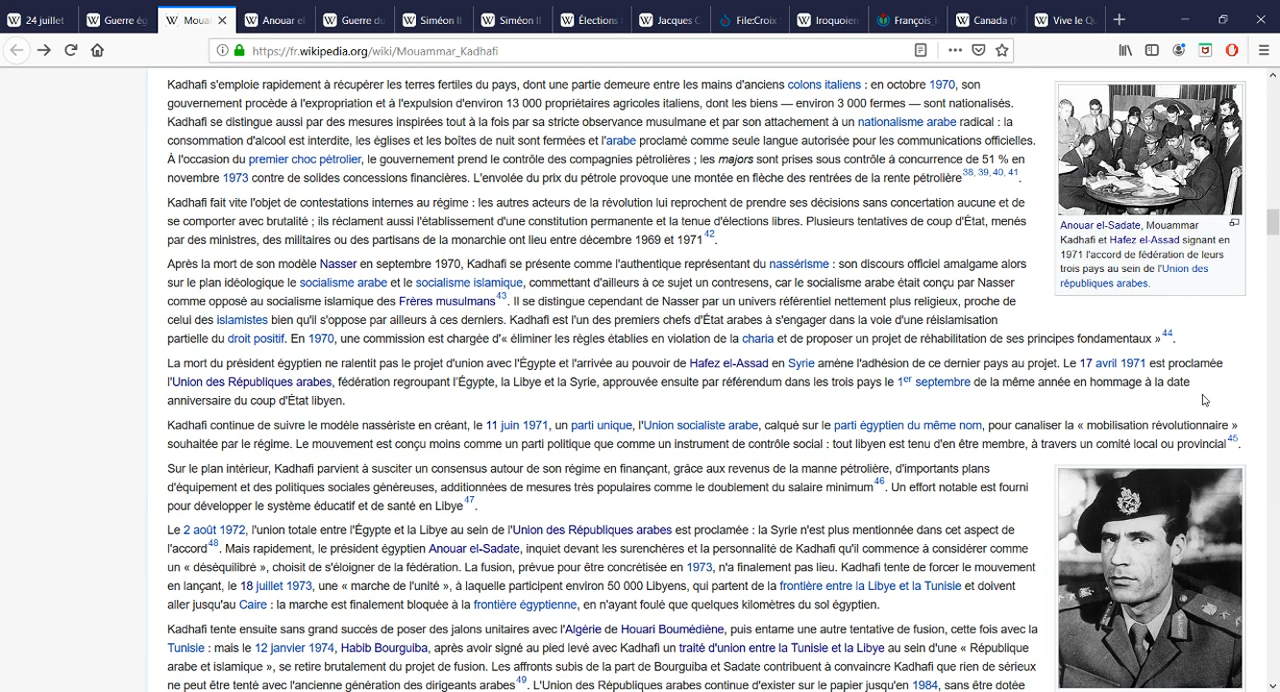 24 juillet
Guerre ég
Moua
Anouar el
Guerre du
Siméon II
Siméon II
Élections
Jacques C
File:Croix
Iroquoien
François_
Canada (
Vive le Q
https://fr.wikipedia.org/wiki/Mouammar_Kadhafi
Kadhafi s'emploie rapidement à récupérer les terres fertiles du pays, dont une partie demeure entre les mains d'anciens colons italiens : en octobre 1970, son
gouvernement procède à l'expropriation et à l'expulsion d'environ 13 000 propriétaires agricoles italiens, dont les biens — environ 3 000 fermes — sont nationalisés.
Kadhafi se distingue aussi par des mesures inspirées tout à la fois par sa stricte observance musulmane et par son attachement à un nationalisme arabe radical : la
consommation d'alcool est interdite, les églises et les boîtes de nuit sont fermées et l'arabe proclamé comme seule langue autorisée pour les communications officielles.
À l'occasion du premier choc pétrolier, le gouvernement prend le contrôle des compagnies pétrolières ; les majors sont prises sous contrôle à concurrence de 51 % en
novembre 1973 contre de solides concessions financières. L'envolée du prix du pétrole provoque une montée en flèche des rentrées de la rente pétrolière38, 39, 40, 41.
Kadhafi fait vite l'objet de contestations internes au régime : les autres acteurs de la révolution lui reprochent de prendre ses décisions sans concertation aucune et de
se comporter avec brutalité ; ils réclament aussi l'établissement d'une constitution permanente et la tenue d'élections libres. Plusieurs tentatives de coup d'État, menés
par des ministres, des militaires ou des partisans de la monarchie ont lieu entre décembre 1969 et 197142.
Après la mort de son modèle Nasser en septembre 1970, Kadhafi se présente comme l'authentique représentant du nassérisme : son discours officiel amalgame alors
sur le plan idéologique le socialisme arabe et le socialisme islamique, commettant d'ailleurs à ce sujet un contresens, car le socialisme arabe était conçu par Nasser
comme opposé au socialisme islamique des Frères musulmans43. Il se distingue cependant de Nasser par un univers référentiel nettement plus religieux, proche de
celui des islamistes bien qu'il s'oppose par ailleurs à ces derniers. Kadhafi est l'un des premiers chefs d'État arabes à s'engager dans la voie d'une réislamisation
partielle du droit positif. En 1970, une commission est chargée d'« éliminer les règles établies en violation de la charia et de proposer un projet de réhabilitation de ses principes fondamentaux »44.
La mort du président égyptien ne ralentit pas le projet d'union avec l'Égypte et l'arrivée au pouvoir de Hafez el-Assad en Syrie amène l'adhésion de ce dernier pays au projet. Le 17 avril 1971 est proclamée
l'Union des Républiques arabes, fédération regroupant l'Égypte, la Libye et la Syrie, approuvée ensuite par référendum dans les trois pays le 1er septembre de la même année en hommage à la date
anniversaire du coup d'État libyen.
Kadhafi continue de suivre le modèle nassériste en créant, le 11 juin 1971, un parti unique, l'Union socialiste arabe, calqué sur le parti égyptien du même nom, pour canaliser la « mobilisation révolutionnaire »
souhaitée par le régime. Le mouvement est conçu moins comme un parti politique que comme un instrument de contrôle social : tout libyen est tenu d'en être membre, à travers un comité local ou provincial45.
Sur le plan intérieur, Kadhafi parvient à susciter un consensus autour de son régime en finançant, grâce aux revenus de la manne pétrolière, d'importants plans
d'équipement et des politiques sociales généreuses, additionnées de mesures très populaires comme le doublement du salaire minimum46. Un effort notable est fourni
pour développer le système éducatif et de santé en Libye47.
Le 2 août 1972, l'union totale entre l'Égypte et la Libye au sein de l'Union des Républiques arabes est proclamée : la Syrie n'est plus mentionnée dans cet aspect de
l'accord48. Mais rapidement, le président égyptien Anouar el-Sadate, inquiet devant les surenchères et la personnalité de Kadhafi qu'il commence à considérer comme
un « déséquilibré », choisit de s'éloigner de la fédération. La fusion, prévue pour être concrétisée en 1973, n'a finalement pas lieu. Kadhafi tente de forcer le mouvement
en lançant, le 18 juillet 1973, une « marche de l'unité », à laquelle participent environ 50 000 Libyens, qui partent de la frontière entre la Libye et la Tunisie et doivent
aller jusqu'au Caire : la marche est finalement bloquée à la frontière égyptienne, en n'ayant foulé que quelques kilomètres du sol égyptien.
Kadhafi tente ensuite sans grand succès de poser des jalons unitaires avec l'Algérie de Houari Boumédiène, puis entame une autre tentative de fusion, cette fois avec la
Tunisie : mais le 12 janvier 1974, Habib Bourguiba, après avoir signé au pied levé avec Kadhafi un traité d'union entre la Tunisie et la Libye au sein d'une « République
arabe et islamique », se retire brutalement du projet de fusion. Les affronts subis de la part de Bourguiba et Sadate contribuent à convaincre Kadhafi que rien de sérieux
ne peut être tenté avec l'ancienne génération des dirigeants arabes49. L'Union des Républiques arabes continue d'exister sur le papier jusqu'en 1984, sans être dotée
Anouar el-Sadate, Mouammar
Kadhafi et Hafez el-Assad signant en
1971 l'accord de fédération de leurs
trois pays au sein de l'Union des
républiques arabes.